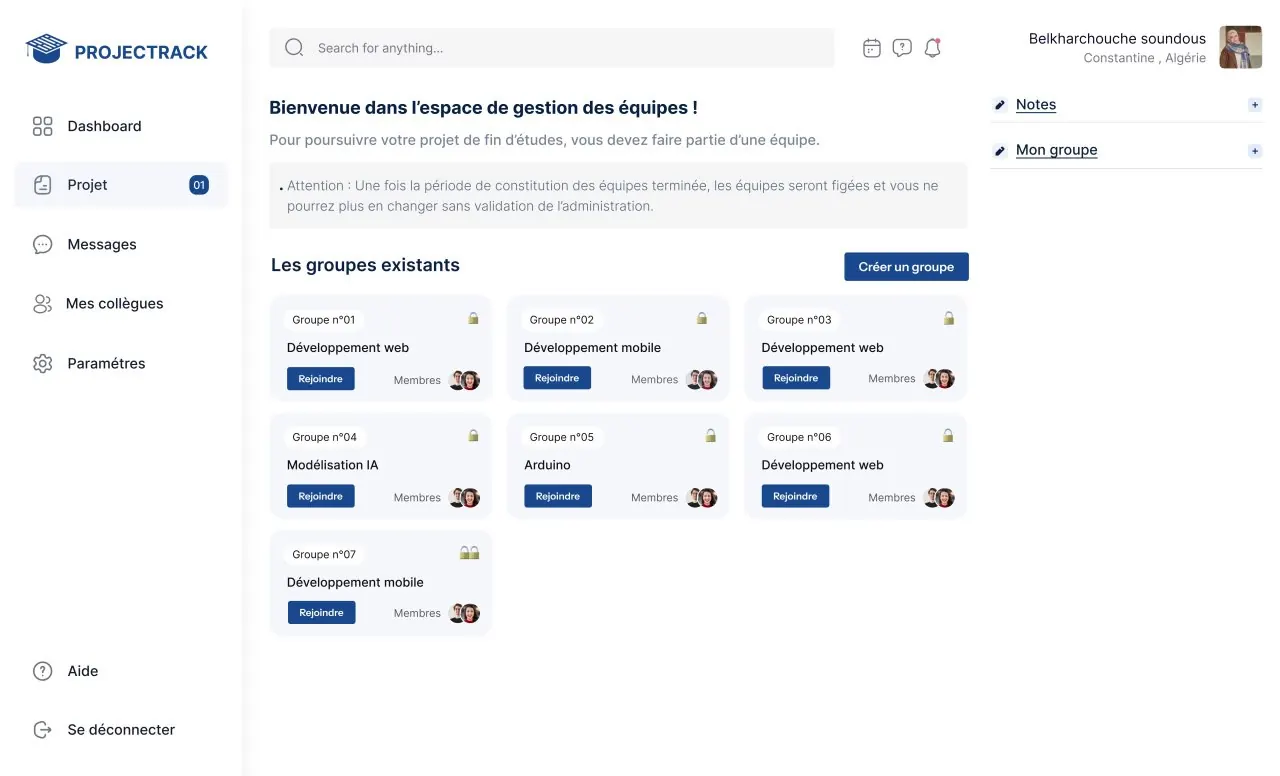 PROJECTRACK
Search for anything...
Belkharchouche soundous
Constantine , Algérie
Dashboard
Projet
01
Messages
Mes collègues
Paramétres
Aide
Se déconnecter
Bienvenue dans l’espace de gestion des équipes !
Pour poursuivre votre projet de fin d’études, vous devez faire partie d’une équipe.
• Attention : Une fois la période de constitution des équipes terminée, les équipes seront figées et vous ne
pourrez plus en changer sans validation de l’administration.
Les groupes existants
Créer un groupe
Groupe n°01
Développement web
Rejoindre
Membres
Groupe n°02
Développement mobile
Rejoindre
Membres
Groupe n°03
Développement web
Rejoindre
Membres
Groupe n°04
Modélisation IA
Rejoindre
Membres
Groupe n°05
Arduino
Rejoindre
Membres
Groupe n°06
Développement web
Rejoindre
Membres
Groupe n°07
Développement mobile
Rejoindre
Membres
Notes
+
Mon groupe
+